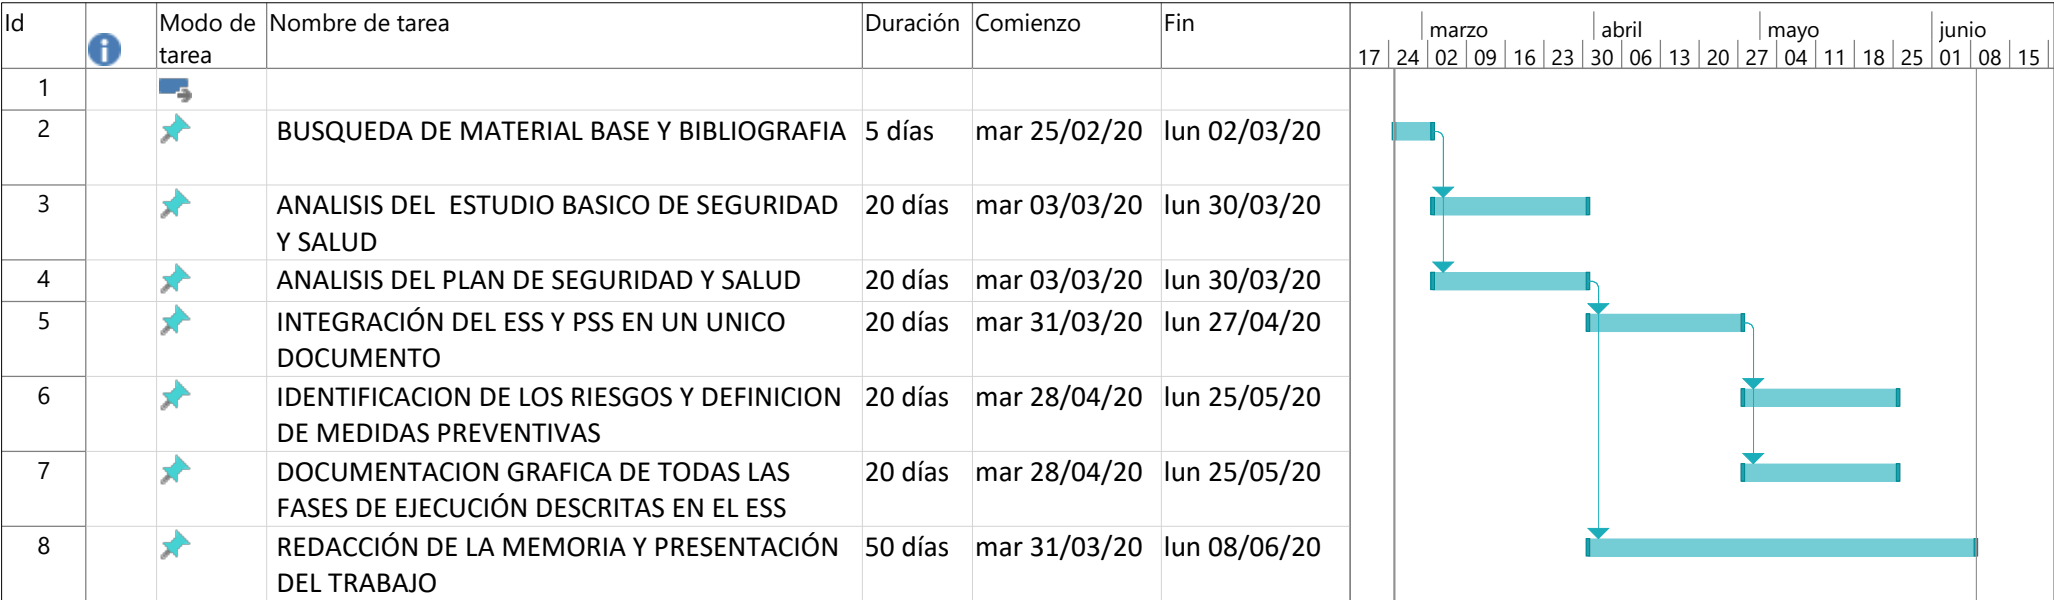 Id Modo de tarea Nombre de tarea Duración Comienzo Fin
marzo abril mayo junio
17 24 02 09 16 23 30 06 13 20 27 04 11 18 25 01 08 15
1
2 BUSQUEDA DE MATERIAL BASE Y BIBLIOGRAFIA 5 días mar 25/02/20 lun 02/03/20
3 ANALISIS DEL ESTUDIO BASICO DE SEGURIDAD 20 días mar 03/03/20 lun 30/03/20
Y SALUD
4 ANALISIS DEL PLAN DE SEGURIDAD Y SALUD 20 días mar 03/03/20 lun 30/03/20
5 INTEGRACIÓN DEL ESS Y PSS EN UN UNICO 20 días mar 31/03/20 lun 27/04/20
DOCUMENTO
6 IDENTIFICACION DE LOS RIESGOS Y DEFINICION 20 días mar 28/04/20 lun 25/05/20
DE MEDIDAS PREVENTIVAS
7 DOCUMENTACION GRAFICA DE TODAS LAS 20 días mar 28/04/20 lun 25/05/20
FASES DE EJECUCIÓN DESCRITAS EN EL ESS
8 REDACCIÓN DE LA MEMORIA Y PRESENTACIÓN 50 días mar 31/03/20 lun 08/06/20
DEL TRABAJO